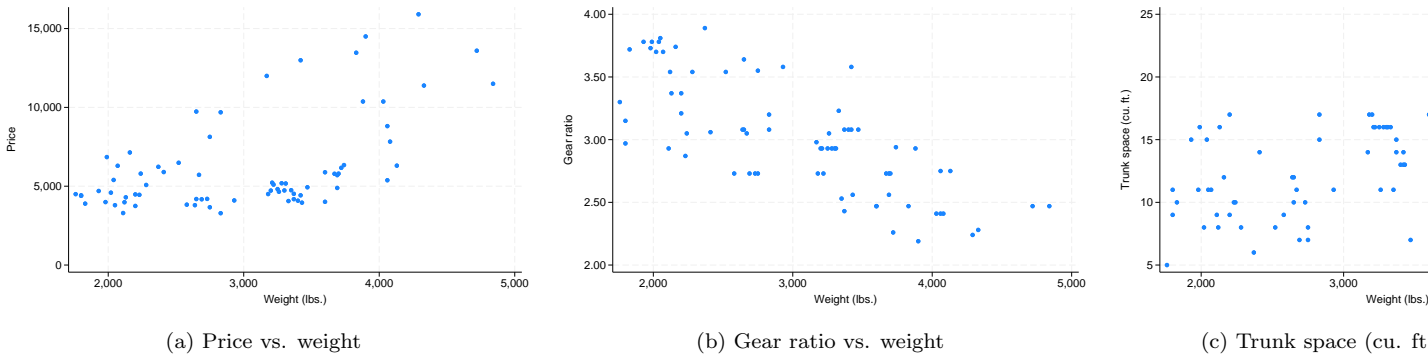 15,000
10,000
5,000
0
Price
2,000 3,000 4,000 5,000
Weight (lbs.)
(a) Price vs. weight
4.00
3.50
3.00
2.50
2.00
Gear ratio
2,000 3,000 4,000 5,000
Weight (lbs.)
(b) Gear ratio vs. weight
25
20
15
10
5
Trunk space (cu. ft.)
2,000 3,000
Weight (lbs.
(c) Trunk space (cu. ft